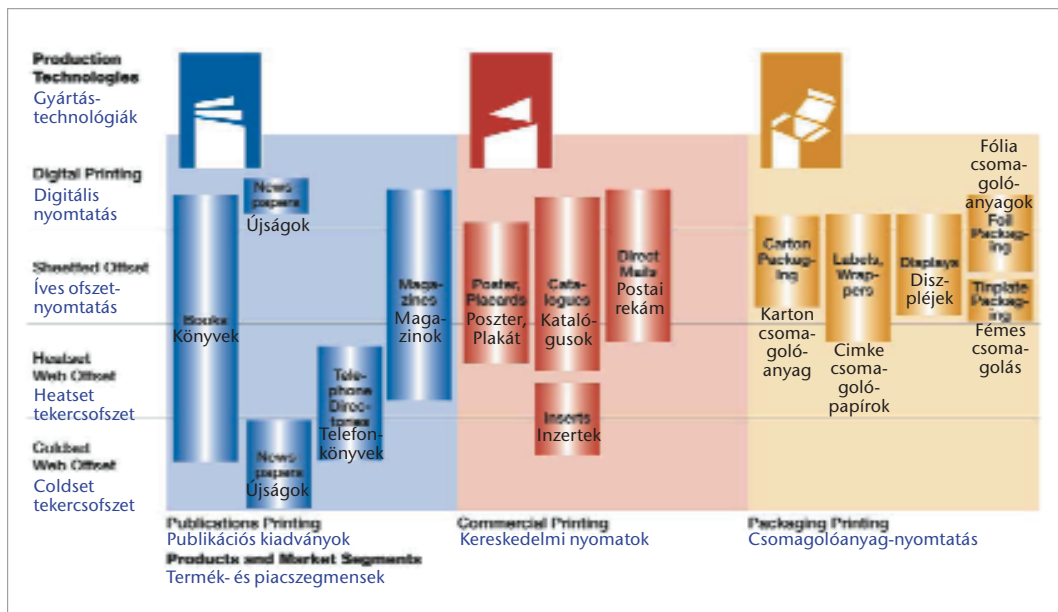 Production
Technologies
Gyártás-
technológiák
Digital Printing
Digitális
nyomtatás
Sheetfed Offset
Íves ofszet-
nyomtatás
Heatset
Web Offset
Heatset
tekercsofszet
Coldset
Web Offset
Coldset
tekercsofszet
Books
Könyvek
News
papers
Újságok
News
papers
Újságok
Tele-
phone
Direc-
tories
Telefon-
könyvek
Maga-
zines
Maga-
zinok
Poster,
Placards
Poszter,
Plakát
Cata-
logues
Kataló-
gusok
Inserts
Inzertek
Direct
Mails
Postai
rekám
Carton
Packag-
ing
Karton
csoma-
goló-
anyag
Labels,
Wrap-
pers
Cimke
csoma-
goló-
papírok
Displays
Disz-
pléjek
Fólia
csoma-
goló-
anyagok
Foil
Packag-
ing
Tinplate
Packag-
ing
Fémes
csoma-
golás
Publications Printing
Publikációs kiadványok
Commercial Printing
Kereskedelmi nyomatok
Packaging Printing
Csomagolóanyag-nyomtatás
Products and Market Segments
Termék- és piacszegmensek